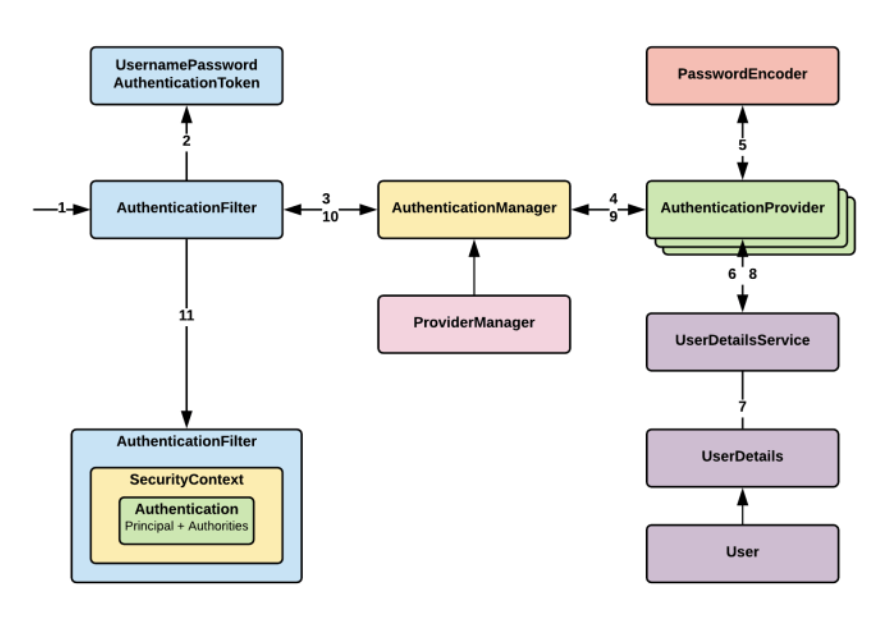 UsernamePassword
AuthenticationToken
PasswordEncoder
2
5
1
AuthenticationFilter
3
10
AuthenticationManager
4
9
AuthenticationProvider
6 8
11
ProviderManager
UserDetailsService
7
AuthenticationFilter
SecurityContext
Authentication
Principal + Authorities
UserDetails
User